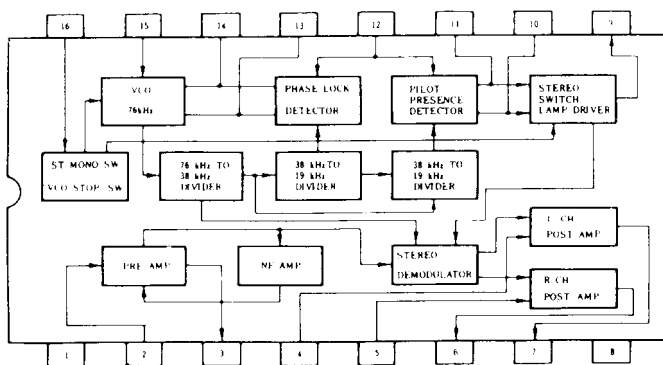 16 15 14 13 12 11 10 9
VCO
76kHz
PHASE LOCK
DETECTOR
PILOT
PRESENCE
DETECTOR
STEREO
SWITCH
LAMP DRIVER
ST MONO SW
VCO STOP SW
76 kHz TO
38 kHz
DIVIDER
38 kHz TO
19 kHz
DIVIDER
38 kHz TO
19 kHz
DIVIDER
PRE AMP
NF AMP
STEREO
DEMODULATOR
L CH
POST AMP
R CH
POST AMP
1 2 3 4 5 6 7 8